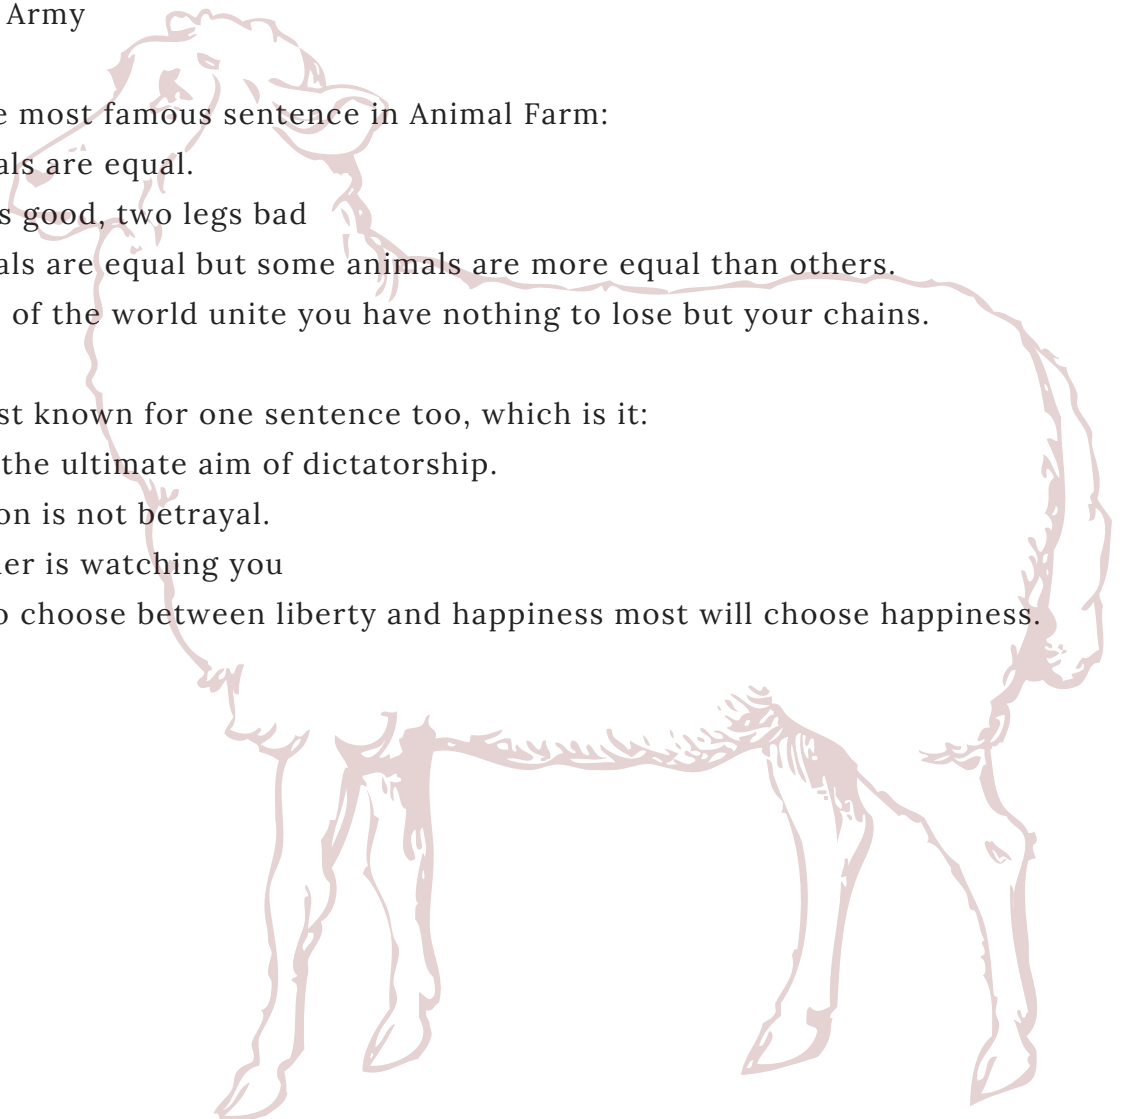 Army
e most famous sentence in Animal Farm:
als are equal.
s good, two legs bad
als are equal but some animals are more equal than others.
of the world unite you have nothing to lose but your chains.
st known for one sentence too, which is it:
the ultimate aim of dictatorship.
on is not betrayal.
er is watching you
o choose between liberty and happiness most will choose happiness.